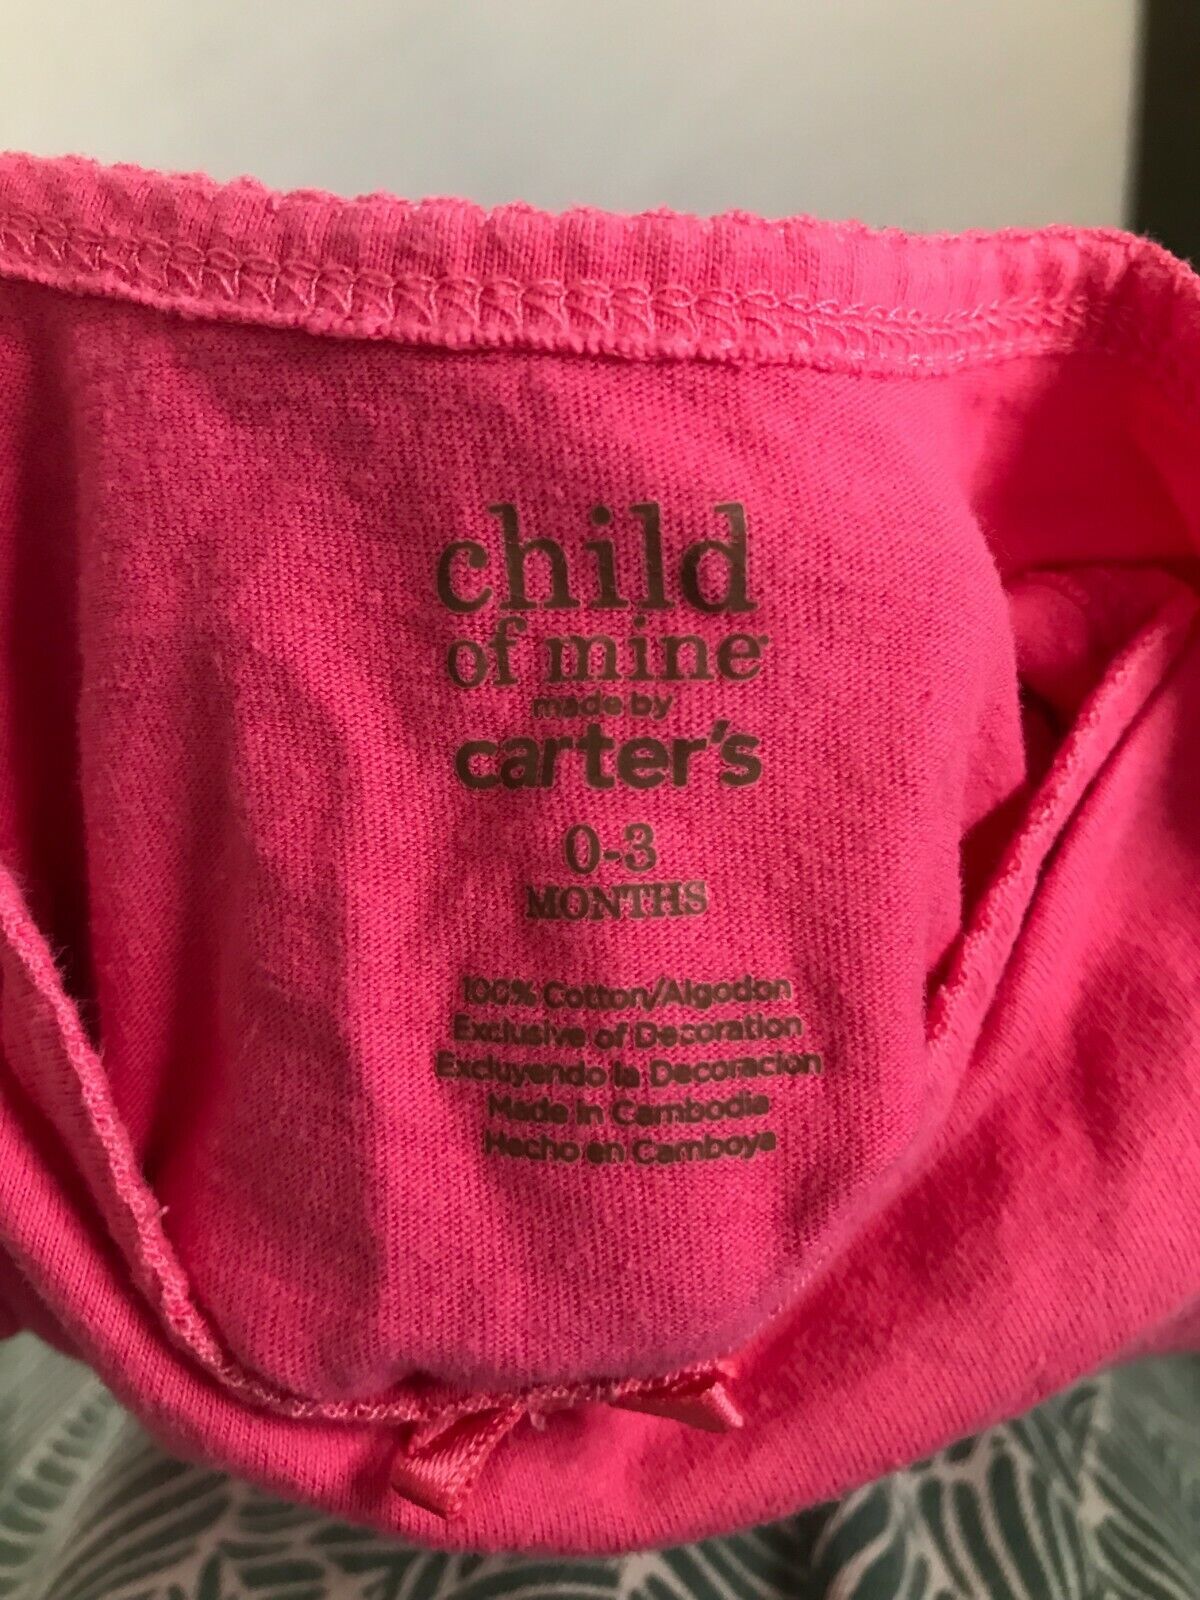 child
of mine
made by
carter's
0-3
MONTHS
100% Cotton/Algodon
Exclusive of Decoration
Excluyendo la Decoracion
Made in Cambodia
Hecho en Camboya